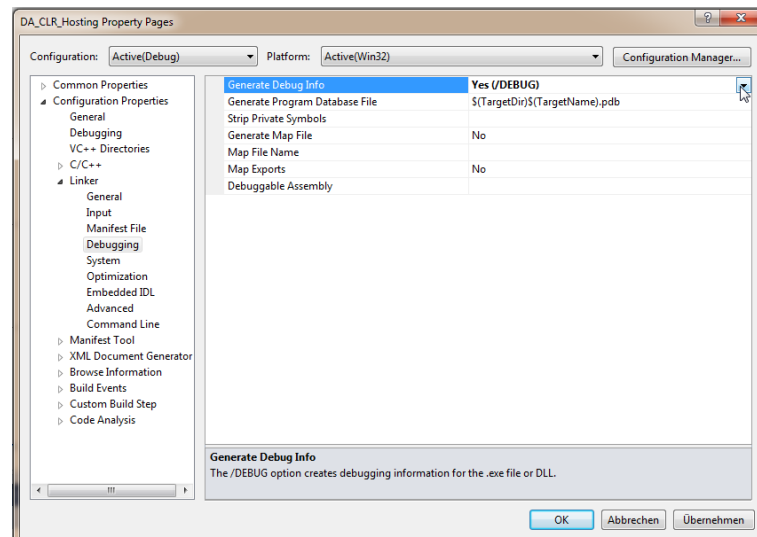 DA_CLR_Hosting Property Pages
Configuration: Active(Debug) Platform: Active(Win32) Configuration Manager...
Common Properties
Configuration Properties
General
Debugging
VC++ Directories
C/C++
Linker
General
Input
Manifest File
Debugging
System
Optimization
Embedded IDL
Advanced
Command Line
Manifest Tool
XML Document Generator
Browse Information
Build Events
Custom Build Step
Code Analysis
Generate Debug Info Yes (/DEBUG)
Generate Program Database File $(TargetDir)$(TargetName).pdb
Strip Private Symbols
Generate Map File No
Map File Name
Map Exports No
Debuggable Assembly
Generate Debug Info
The /DEBUG option creates debugging information for the .exe file or DLL.
OK Abbrechen Übernehmen